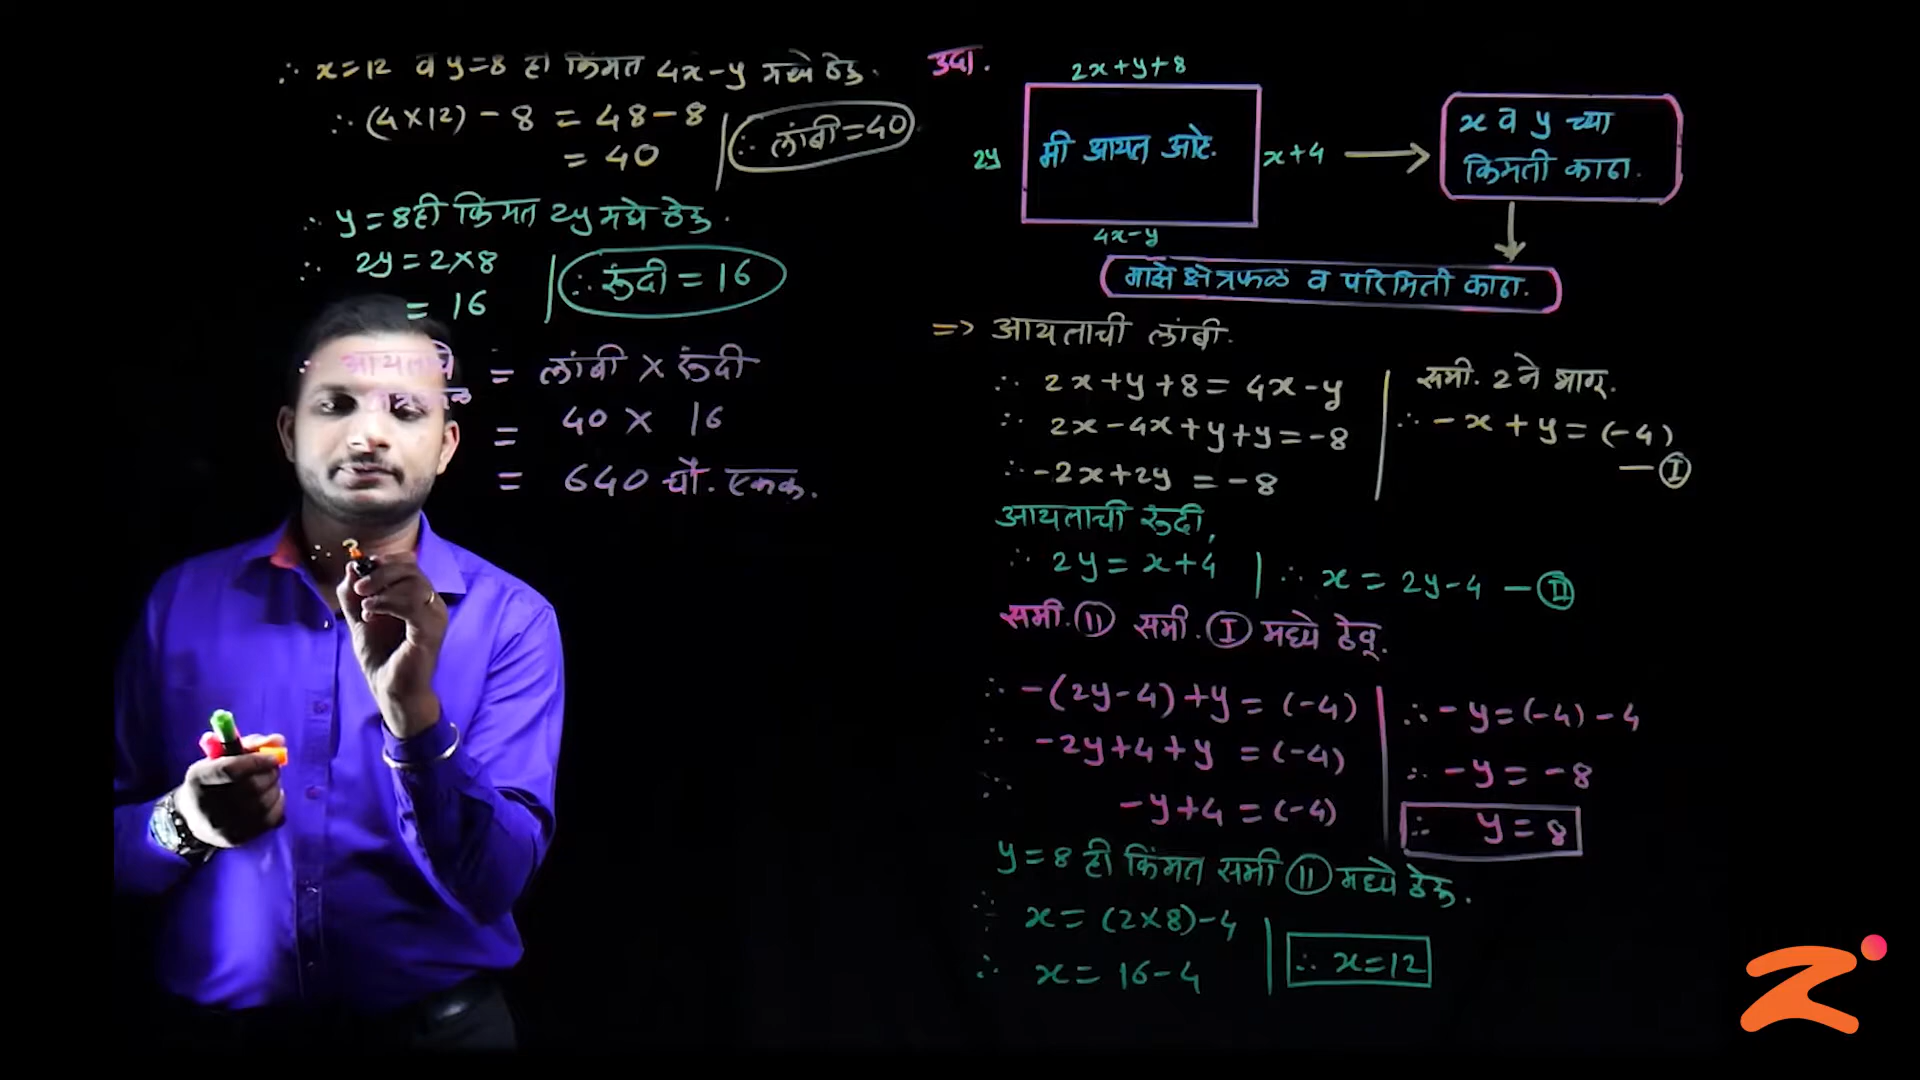 ∴ x=12 व y=8 ही किंमत 4x-y मध्ये ठेऊ.
∴ (4×12) - 8 = 48-8
= 40
∴ लांबी=40
∴ y=8ही किंमत 2y मध्ये ठेऊ.
∴ 2y=2×8
= 16
∴ रुंदी = 16
∴ आयताचे
= लांबी × रुंदी
= 40 × 16
= 640 चौ. एकक.
∴
उदा.
2x+y+8
2y
मी आयत आहे.
x+4
4x-y
x व y च्या
किंमती काढा.
माझे क्षेत्रफळ व परिमिती काढा.
=> आयताची लांबी.
∴ 2x+y+8= 4x-y
∴ 2x-4x+y+y=-8
∴ -2x+2y = -8
समी. 2 ने भागू.
∴ -x+y= (-4)
— I
आयताची रुंदी,
∴ 2y= x+4
∴ x = 2y-4 — II
समी. II समी. I मध्ये ठेवू.
∴ -(2y-4)+y= (-4)
∴ -2y+4+y = (-4)
∴ -y+4= (-4)
∴ -y=(-4)-4
∴ -y= -8
∴ y=8
y=8 ही किंमत समी II मध्ये ठेऊ.
∴ x= (2×8)-4
∴ x= 16-4
∴ x=12